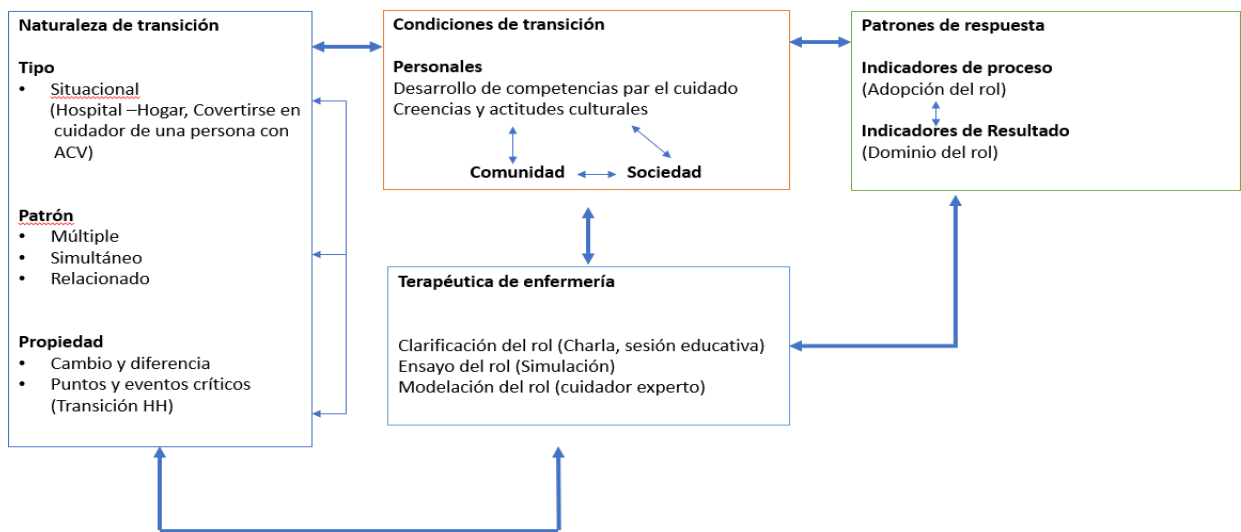 Naturaleza de transición
Tipo
• Situacional
(Hospital –Hogar, Covertirse en
cuidador de una persona con
ACV)
Patrón
• Múltiple
• Simultáneo
• Relacionado
Propiedad
• Cambio y diferencia
• Puntos y eventos críticos
(Transición HH)
Condiciones de transición
Personales
Desarrollo de competencias par el cuidado
Creencias y actitudes culturales
Comunidad
Sociedad
Terapéutica de enfermería
Clarificación del rol (Charla, sesión educativa)
Ensayo del rol (Simulación)
Modelación del rol (cuidador experto)
Patrones de respuesta
Indicadores de proceso
(Adopción del rol)
Indicadores de Resultado
(Dominio del rol)